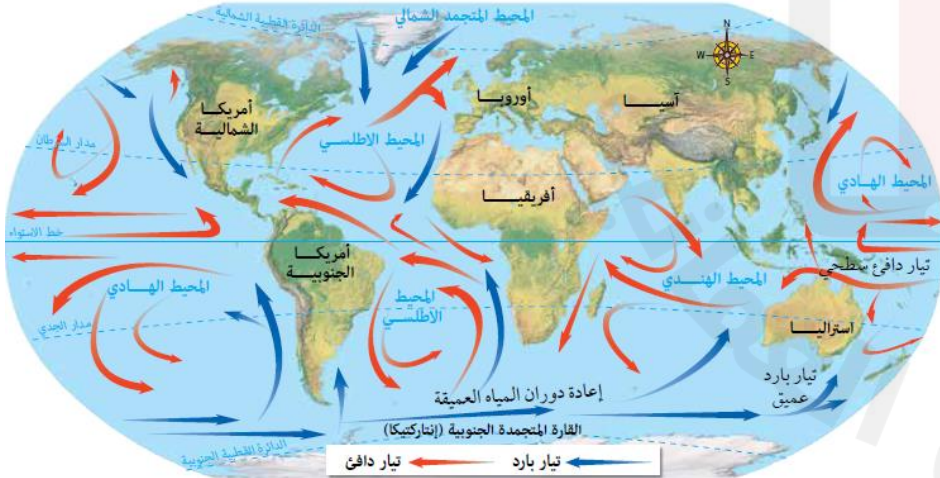 المحيط المتجمد الشمالي
الدائرة القطبية الشمالية
N
W
E
S
أمريكا
الشمالية
أوروبا
آسيا
المحيط الاطلسي
مدار السرطان
المحيط الهادي
أفريقيا
خط الاستواء
أمريكا
الجنوبية
المحيط الهندي
تيار دافئ سطحي
المحيط الهادي
المحيط
الأطلسي
مدار الجدي
استراليا
تيار بارد
عميق
إعادة دوران المياه العميقة
القارة المتجمدة الجنوبية (إنتاركتيكا)
الدائرة القطبية الجنوبية
تيار بارد
تيار دافئ